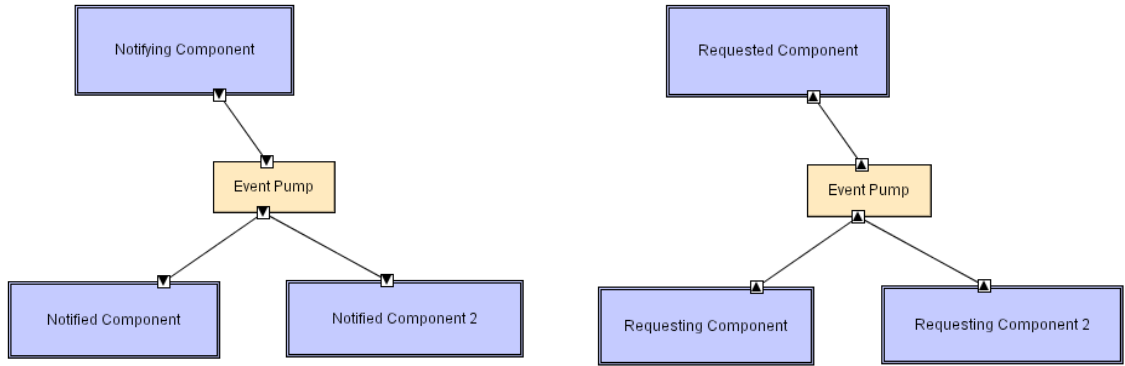 Notifying Component
Requested Component
Event Pump
Event Pump
Notified Component
Notified Component 2
Requesting Component
Requesting Component 2